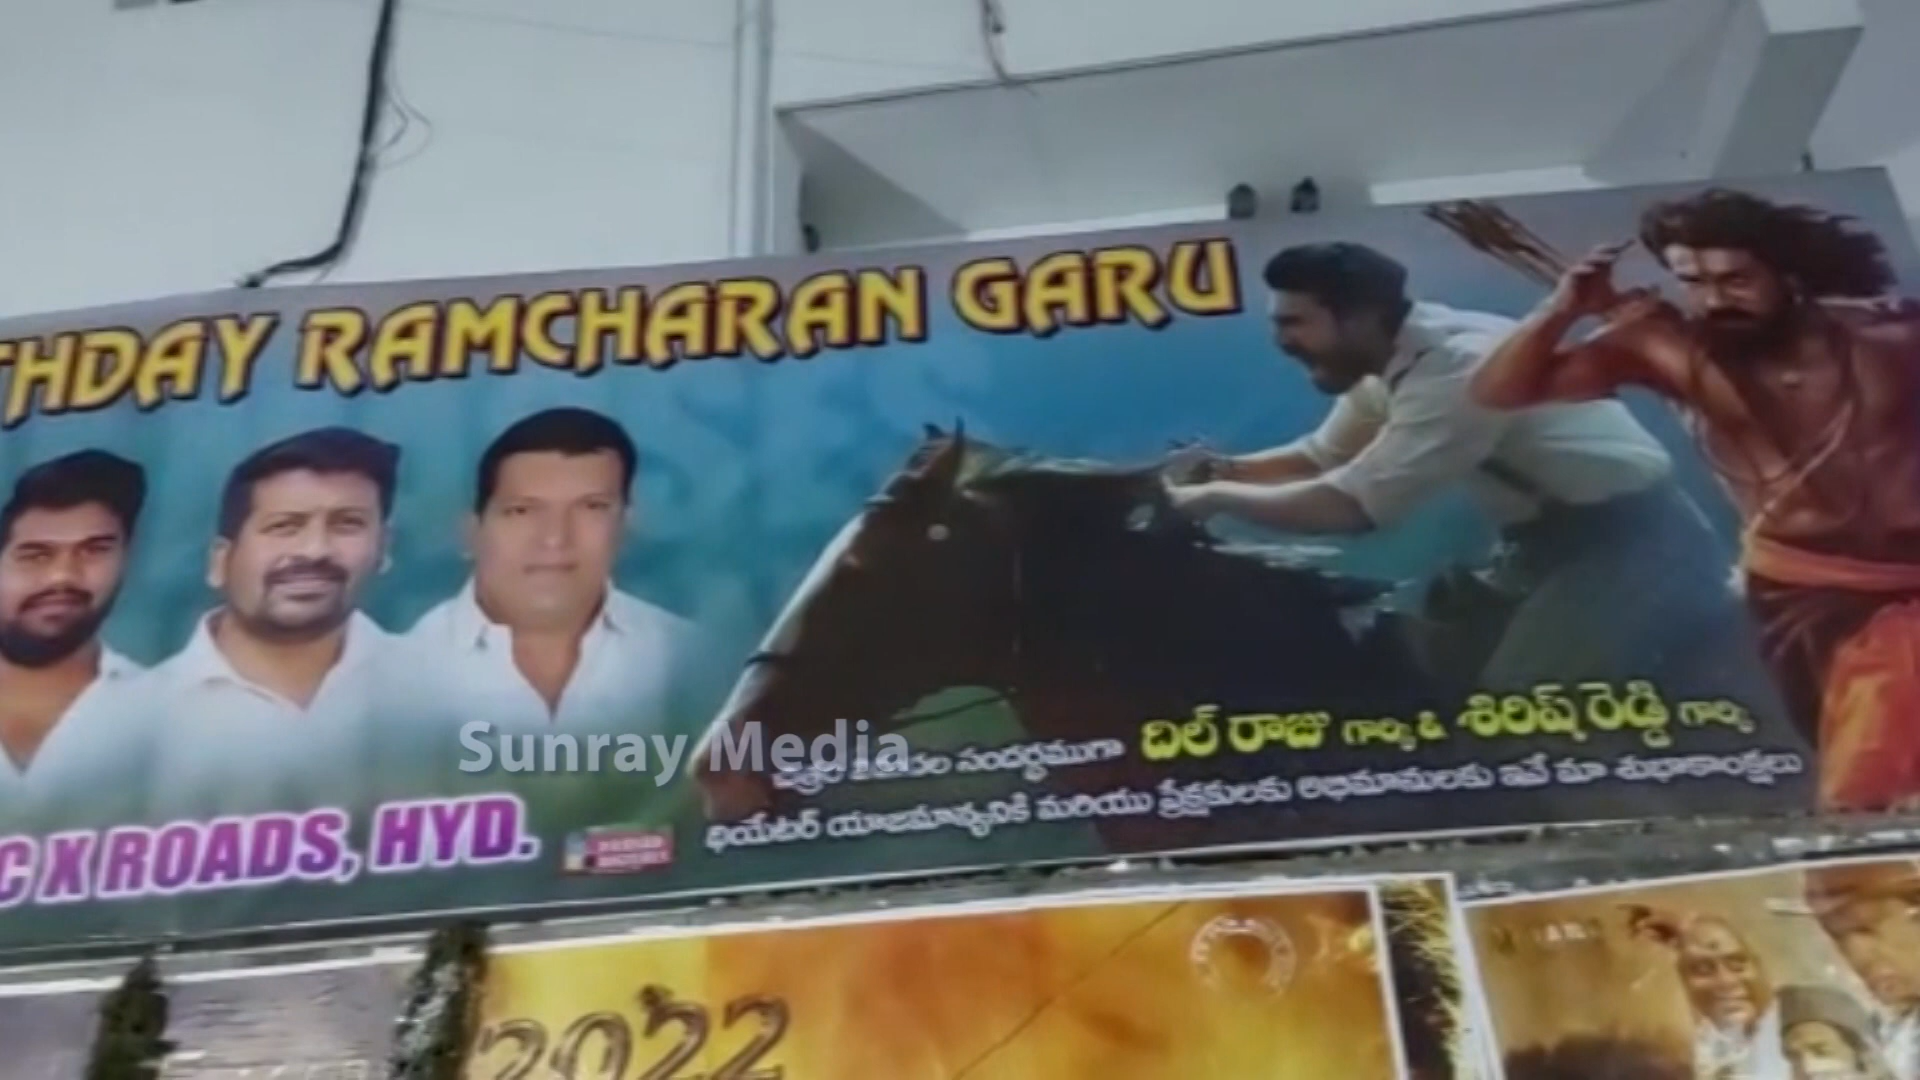 THDAY RAMCHARAN GARU
Sunray Media
సందర్భముగా దిల్ రాజు గారు & శిరిష్ రెడ్డి గారు
థియేటర్ యాజమాన్యనికి మరియు ప్రేక్షకులకు అభిమానులకు ఇవే మా శుభాకాంక్షలు
C X ROADS, HYD.
2022